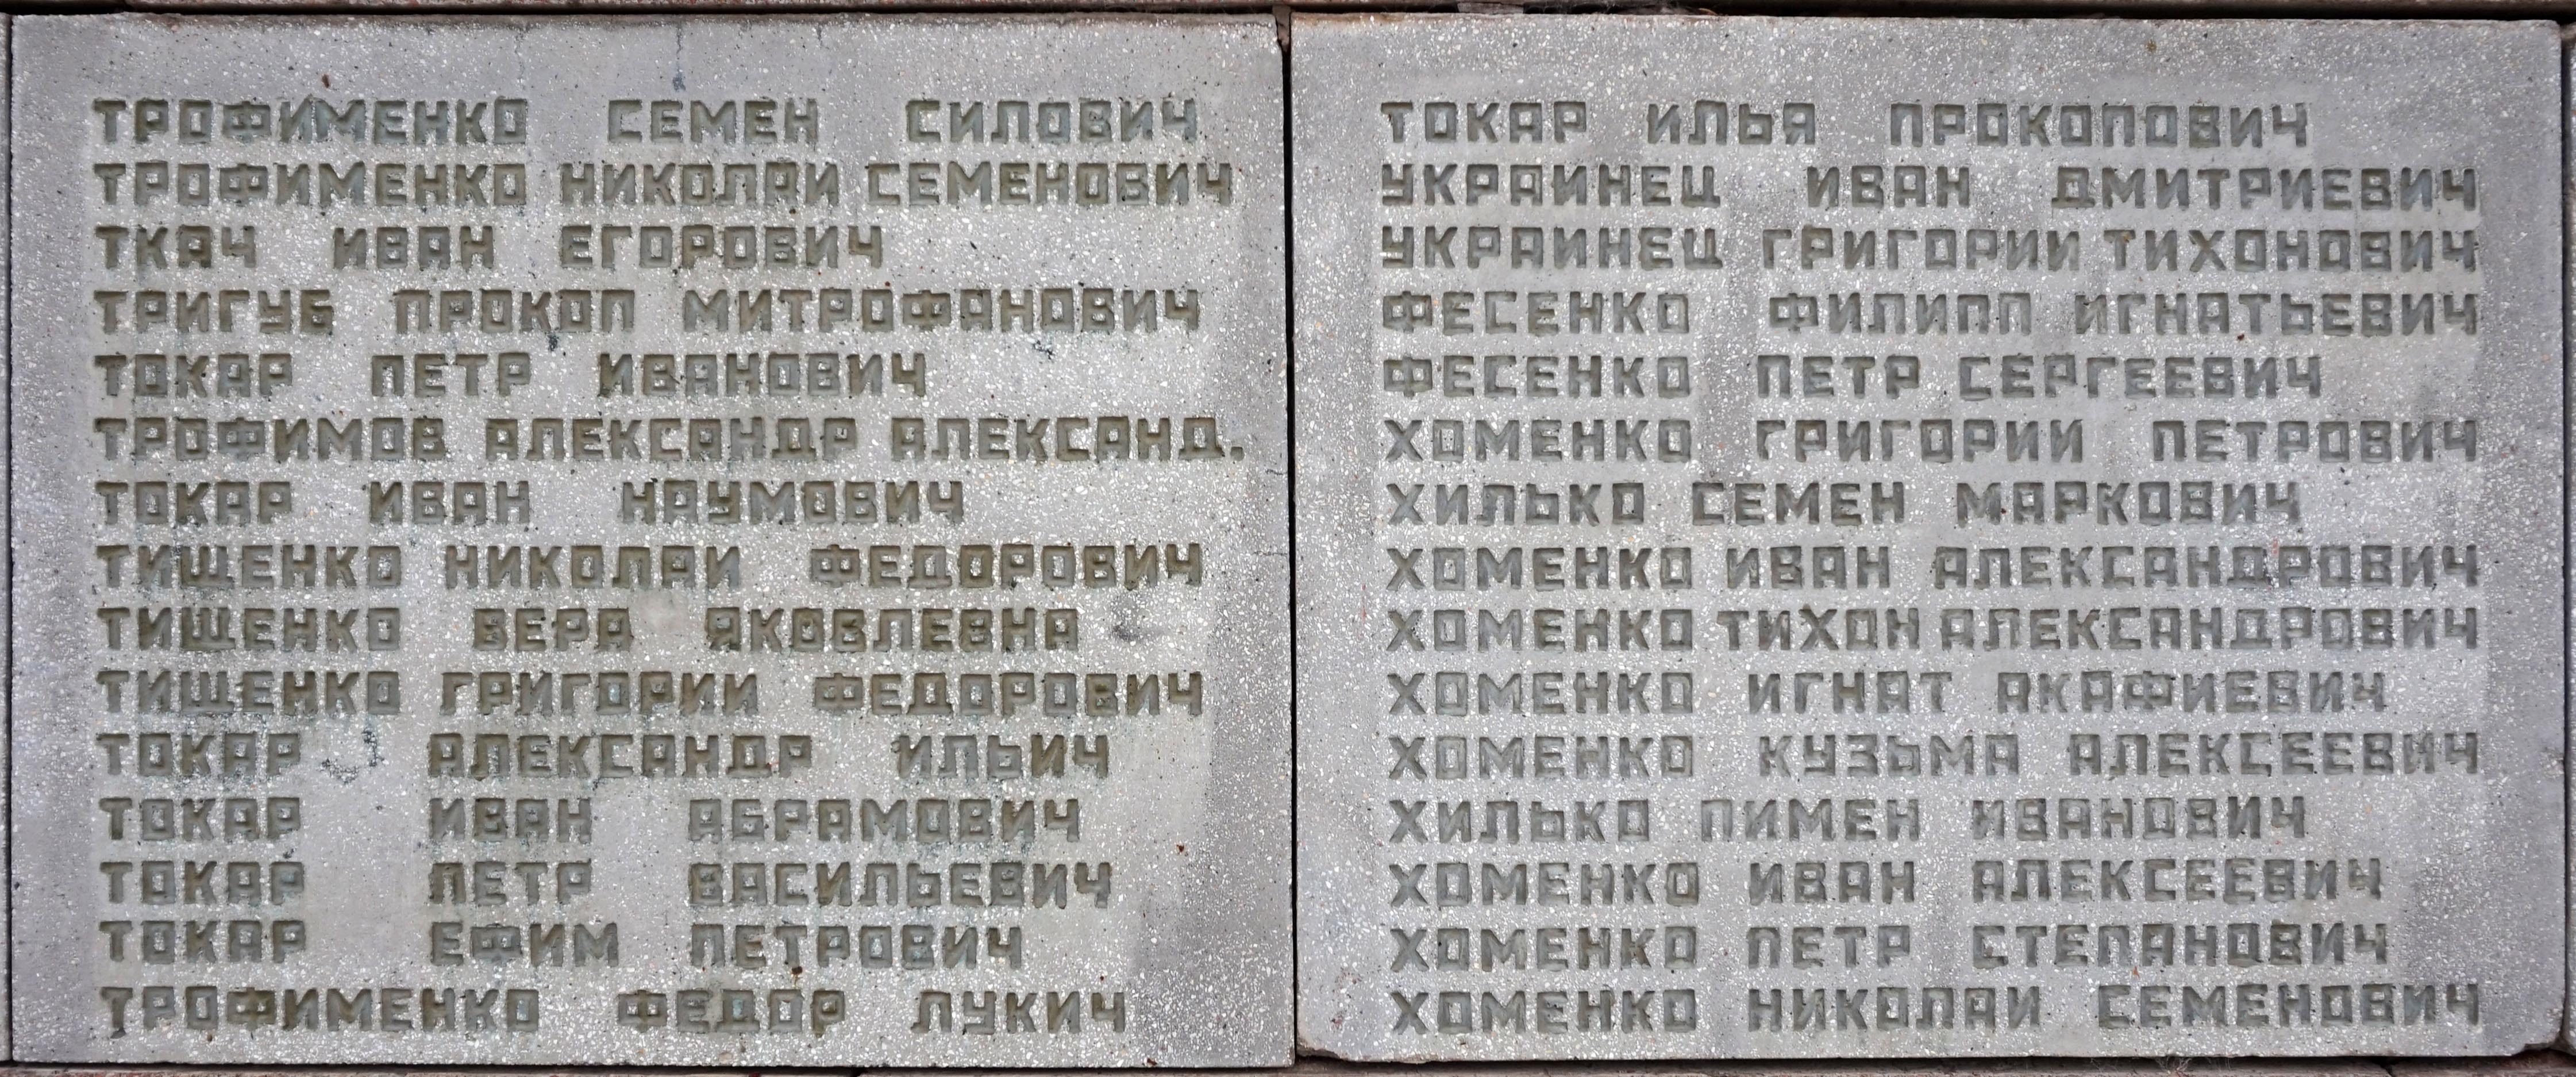 ТРОФИМЕНКО СЕМЕН СИЛОВИЧ
ТРОФИМЕНКО НИКОЛАИ СЕМЕНОВИЧ
ТКАЧ ИВАН ЕГОРОВИЧ
ТРИГУБ ПРОКОП МИТРОФАНОВИЧ
ТОКАР ПЕТР ИВАНОВИЧ
ТРОФИМОВ АЛЕКСАНДР АЛЕКСАНД.
ТОКАР ИВАН НАУМОВИЧ
ТИЩЕНКО НИКОЛАИ ФЕДОРОВИЧ
ТИЩЕНКО ВЕРА ЯКОВЛЕВНА
ТИЩЕНКО ГРИГОРИИ ФЕДОРОВИЧ
ТОКАР АЛЕКСАНДР ИЛЬИЧ
ТОКАР ИВАН АБРАМОВИЧ
ТОКАР ПЕТР ВАСИЛЬЕВИЧ
ТОКАР ЕФИМ ПЕТРОВИЧ
ТРОФИМЕНКО ФЕДОР ЛУКИЧ
ТОКАР ИЛЬЯ ПРОКОПОВИЧ
УКРАИНЕЦ ИВАН ДМИТРИЕВИЧ
УКРАИНЕЦ ГРИГОРИИ ТИХОНОВИЧ
ФЕСЕНКО ФИЛИПП ИГНАТЬЕВИЧ
ФЕСЕНКО ПЕТР СЕРГЕЕВИЧ
ХОМЕНКО ГРИГОРИИ ПЕТРОВИЧ
ХИЛЬКО СЕМЕН МАРКОВИЧ
ХОМЕНКО ИВАН АЛЕКСАНДРОВИЧ
ХОМЕНКО ТИХОН АЛЕКСАНДРОВИЧ
ХОМЕНКО ИГНАТ АКАФИЕВИЧ
ХОМЕНКО КУЗЬМА АЛЕКСЕЕВИЧ
ХИЛЬКО ПИМЕН ИВАНОВИЧ
ХОМЕНКО ИВАН АЛЕКСЕЕВИЧ
ХОМЕНКО ПЕТР СТЕПАНОВИЧ
ХОМЕНКО НИКОЛАИ СЕМЕНОВИЧ